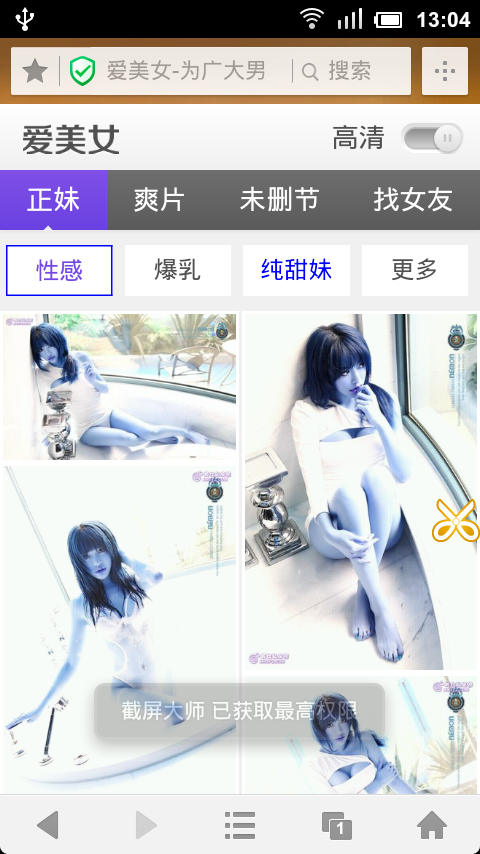 13:04
爱美女-为广大男
搜索
爱美女
高清
正妹
爽片
未删节
找女友
性感
爆乳
纯甜妹
更多
截屏大师 已获取最高权限
1